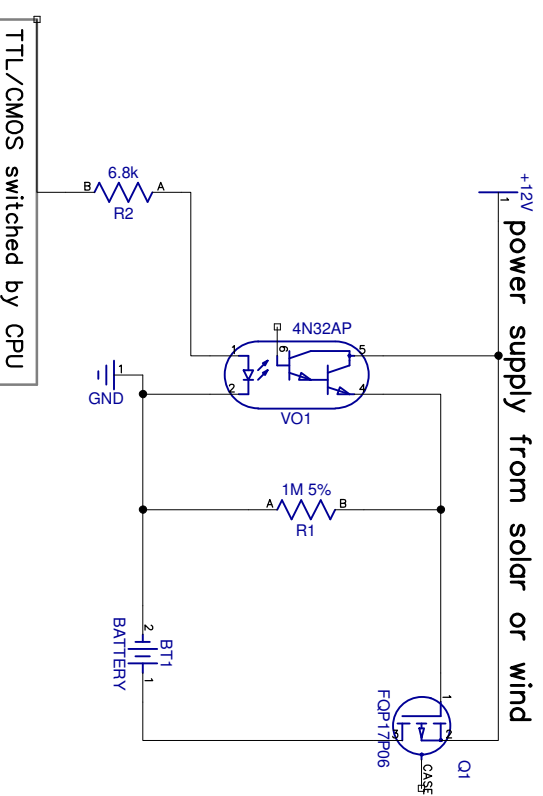 TTL/CMOS switched by CPU
power supply from solar or wind
+12V
1
6.8k
B
A
R2
4N32AP
1
6
5
2
4
VO1
1
GND
1M 5%
A
B
R1
2
BT1
BATTERY
1
1
FQP17P06
3
2
Q1
CASE